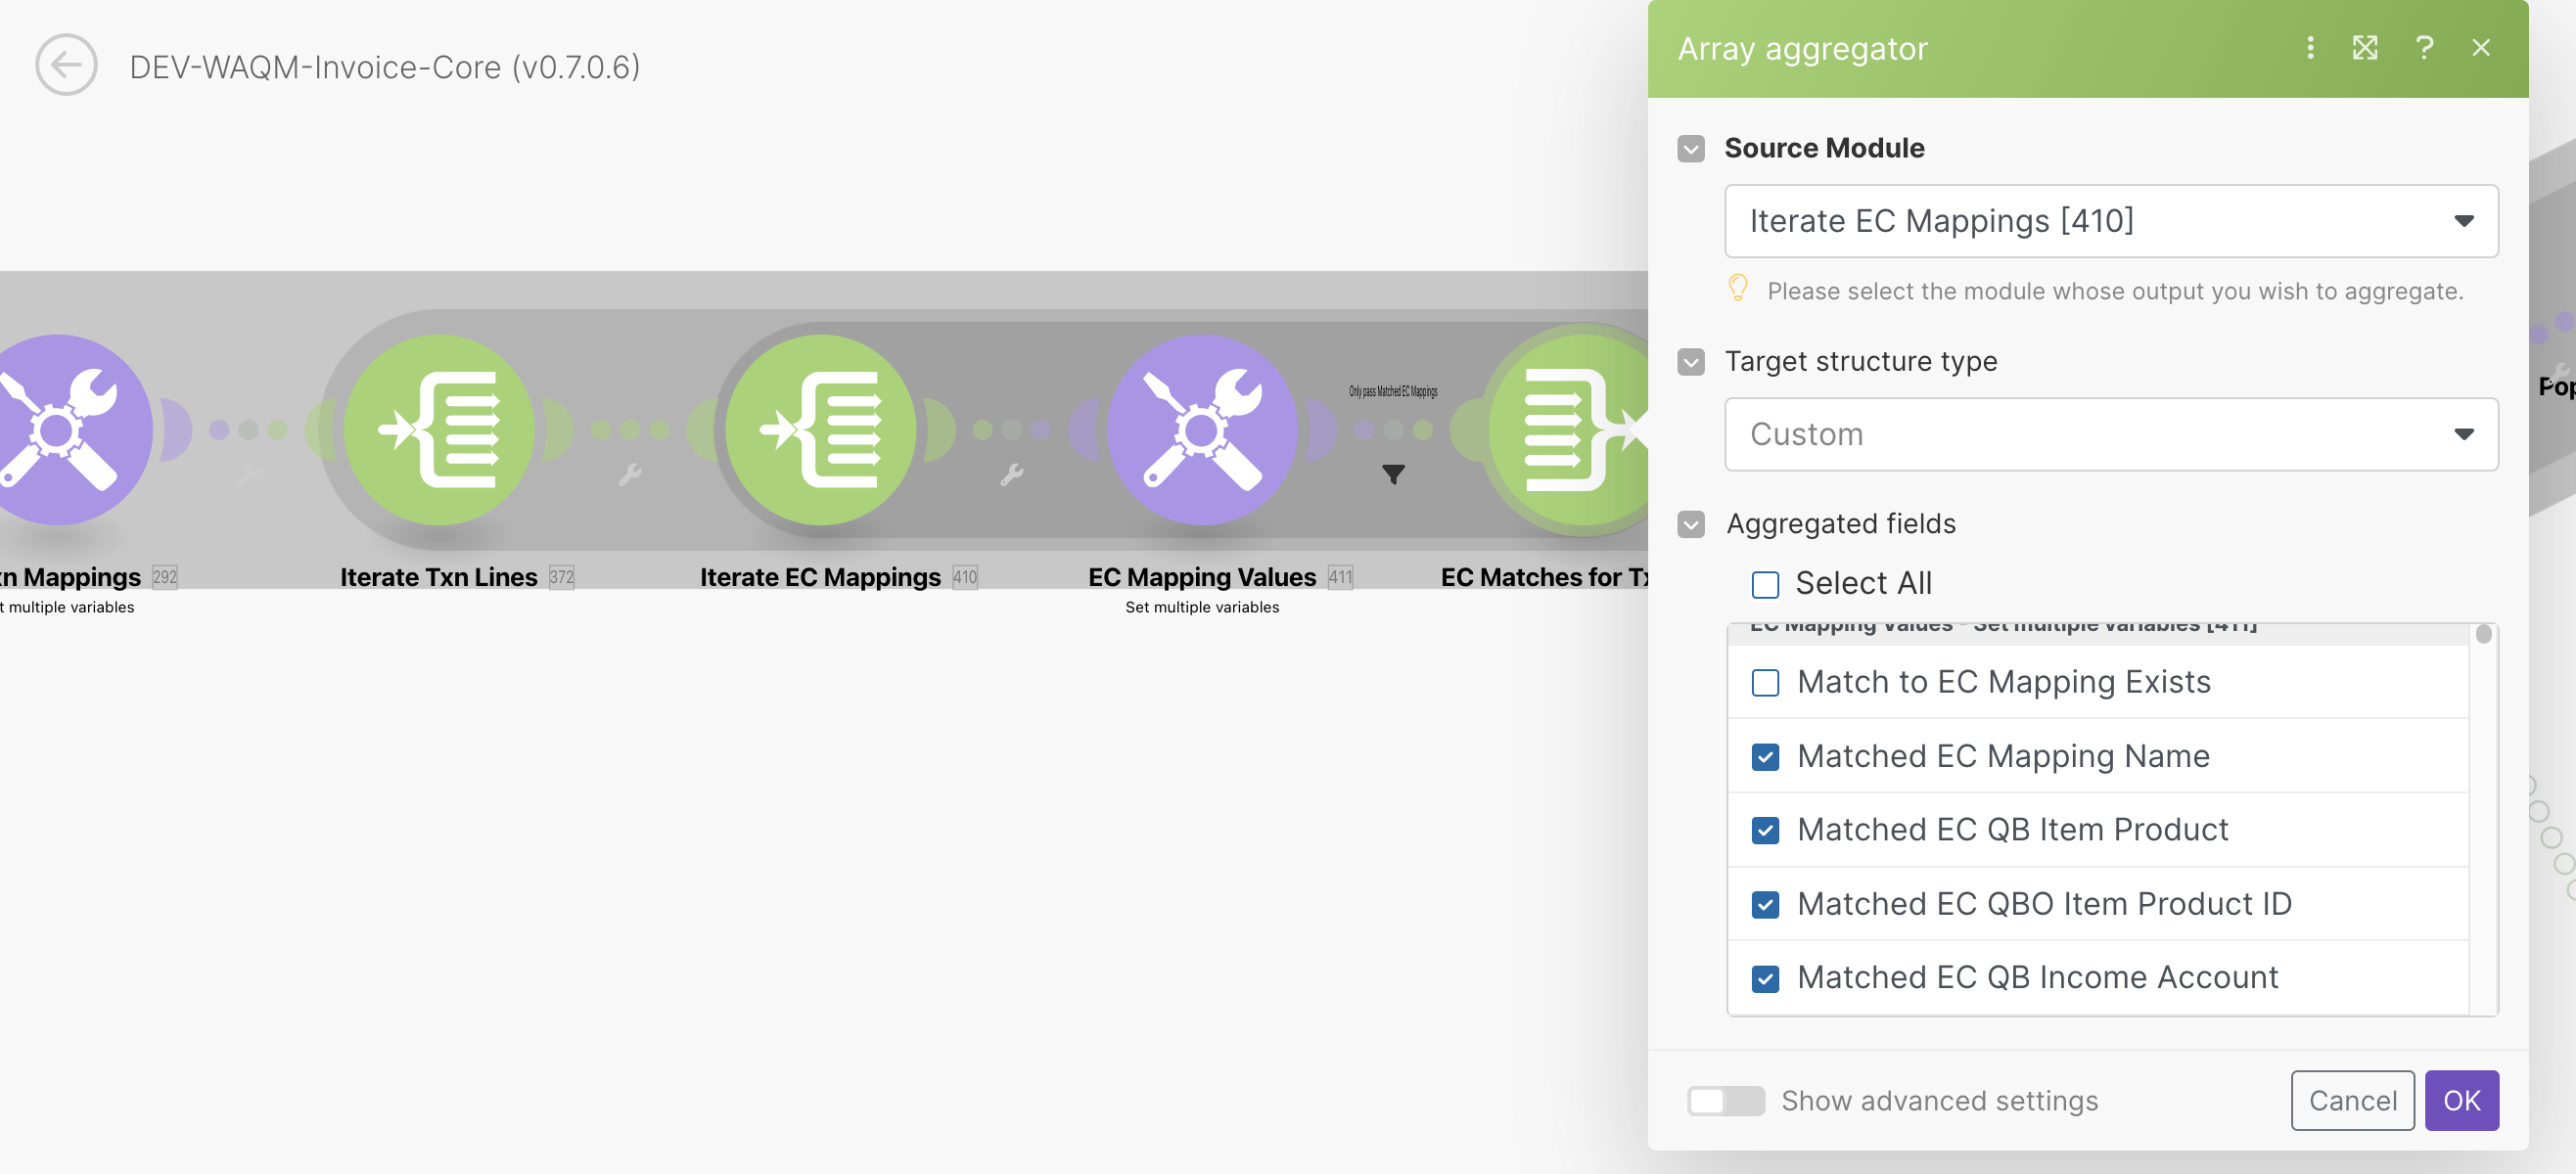 DEV-WAQM-Invoice-Core (v0.7.0.6)
Array aggregator
Source Module
Iterate EC Mappings [410]
Please select the module whose output you wish to aggregate.
Target structure type
Custom
Aggregated fields
Select All
EC Mapping Values - Set multiple variables [411]
Match to EC Mapping Exists
Matched EC Mapping Name
Matched EC QB Item Product
Matched EC QBO Item Product ID
Matched EC QB Income Account
Show advanced settings
Cancel
OK
Only pass Matched EC Mappings
Mappings 292
multiple variables
Iterate Txn Lines 372
Iterate EC Mappings 410
EC Mapping Values 411
Set multiple variables
EC Matches for